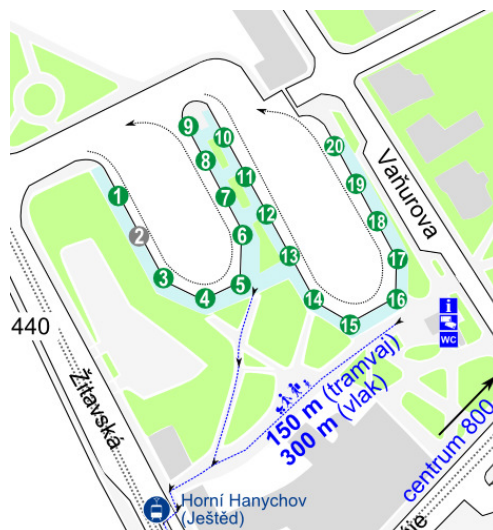 9
10
20
8
11
1
7
19
12
18
2
6
13
17
3
5
4
14
16
15
i
WC
440
Žitavská
Vaňurova
150 m (tramvaj)
300 m (vlak)
centrum 800
Horní Hanychov
(Ještěd)